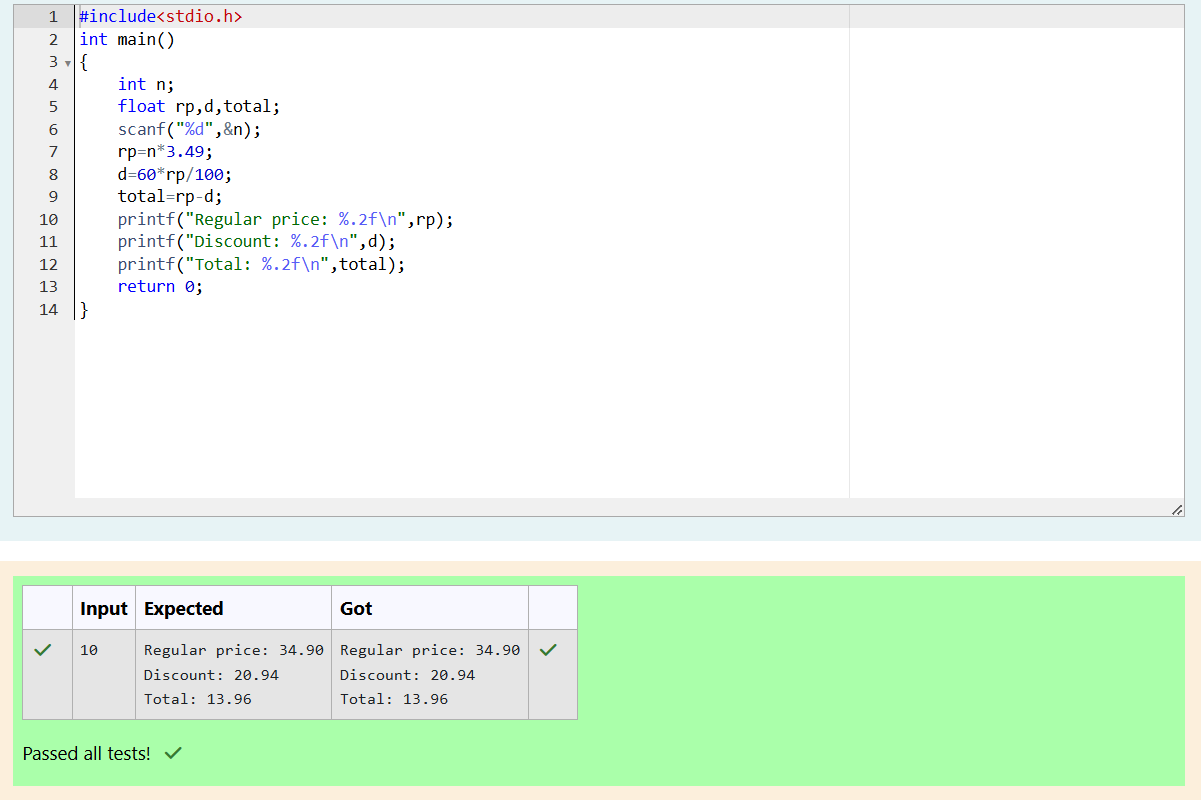 1 #include<stdio.h>
2 int main()
3 {
4     int n;
5     float rp,d,total;
6     scanf("%d",&n);
7     rp=n*3.49;
8     d=60*rp/100;
9     total=rp-d;
10     printf("Regular price: %.2f\n",rp);
11     printf("Discount: %.2f\n",d);
12     printf("Total: %.2f\n",total);
13     return 0;
14 }
Input Expected Got
10 Regular price: 34.90 Regular price: 34.90
Discount: 20.94 Discount: 20.94
Total: 13.96 Total: 13.96
Passed all tests!